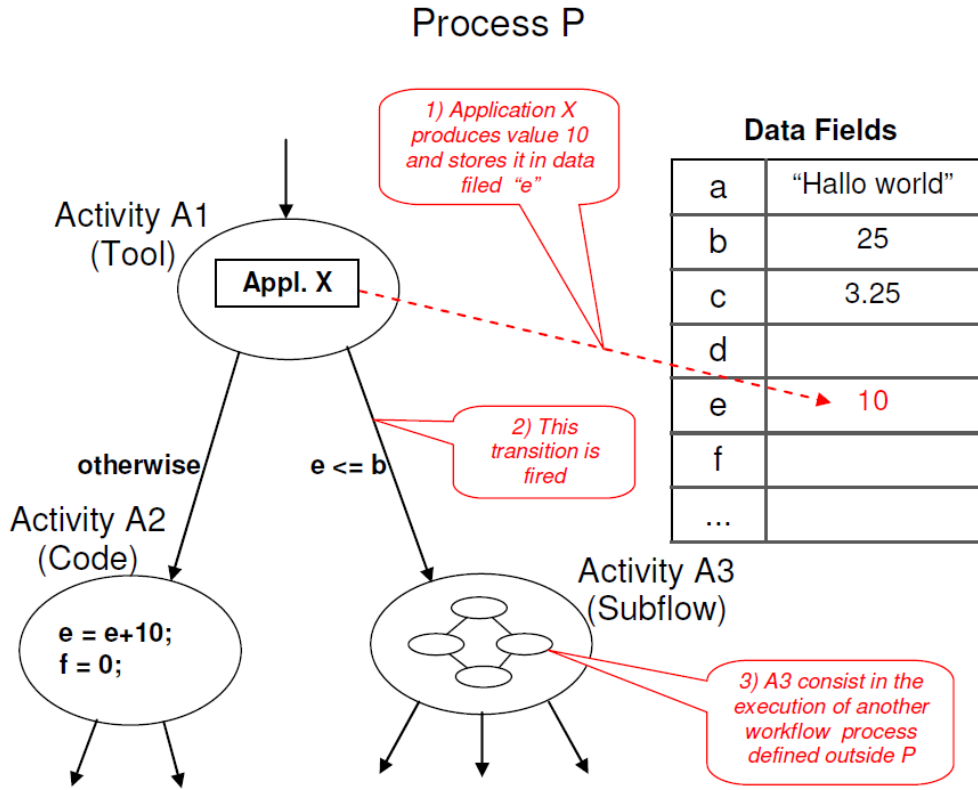 Process P
1) Application X
produces value 10
and stores it in data
filed "e"
Data Fields
a “Hallo world”
b 25
c 3.25
d
e 10
f
...
Activity A1
(Tool)
Appl. X
2) This
transition is
fired
otherwise
e <= b
Activity A2
(Code)
e = e+10;
f = 0;
Activity A3
(Subflow)
3) A3 consist in the
execution of another
workflow process
defined outside P